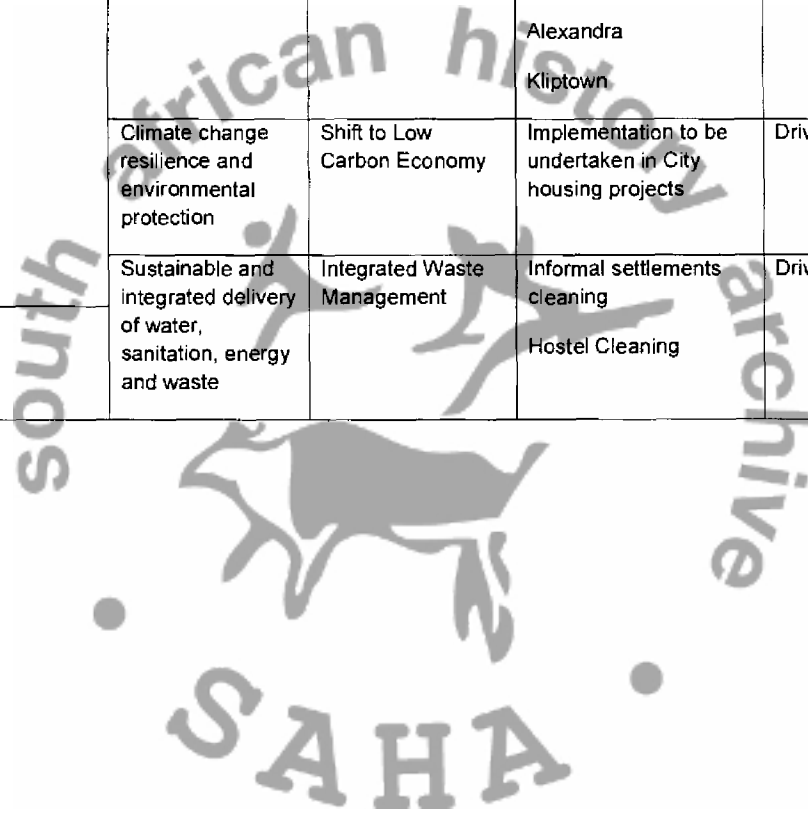 Alexandra
Kliptown
Climate change
resilience and
environmental
protection
Shift to Low
Carbon Economy
Implementation to be
undertaken in City
housing projects
Driv
Sustainable and
integrated delivery
of water,
sanitation, energy
and waste
Integrated Waste
Management
Informal settlements
cleaning
Hostel Cleaning
Driv
south african history archive
SAHA